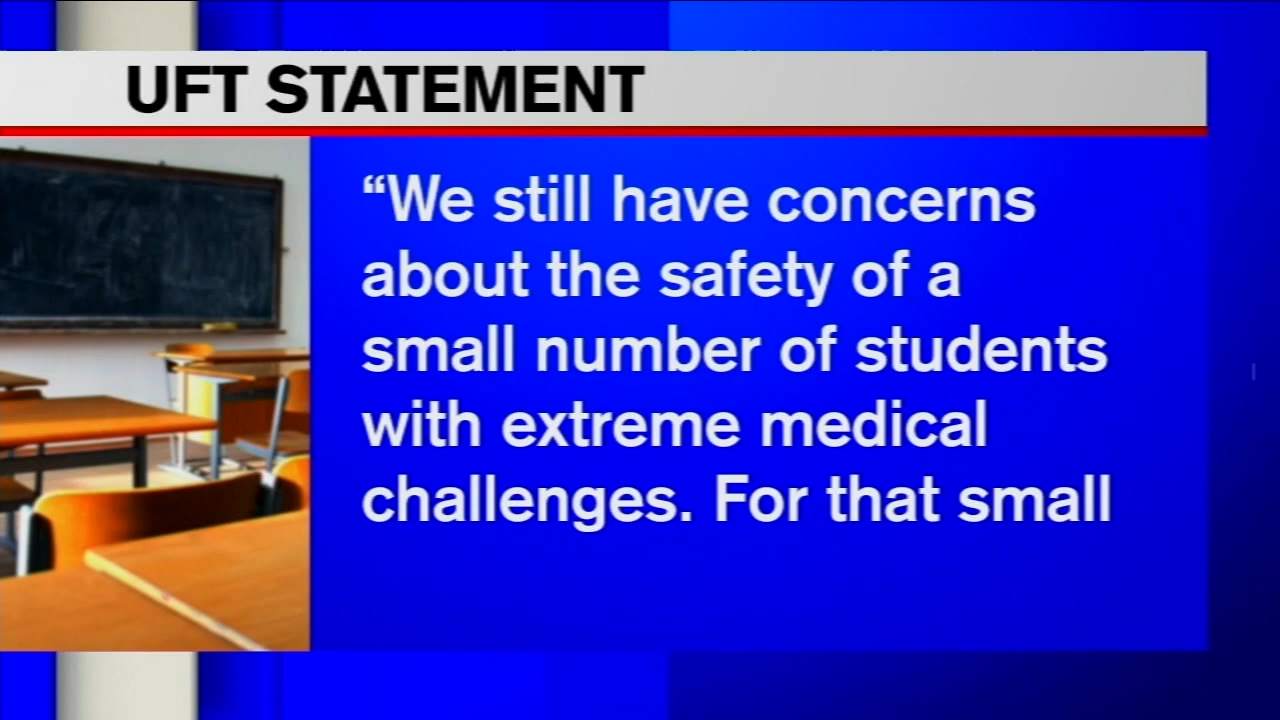 UFT STATEMENT
“We still have concerns
about the safety of a
small number of students
with extreme medical
challenges. For that small